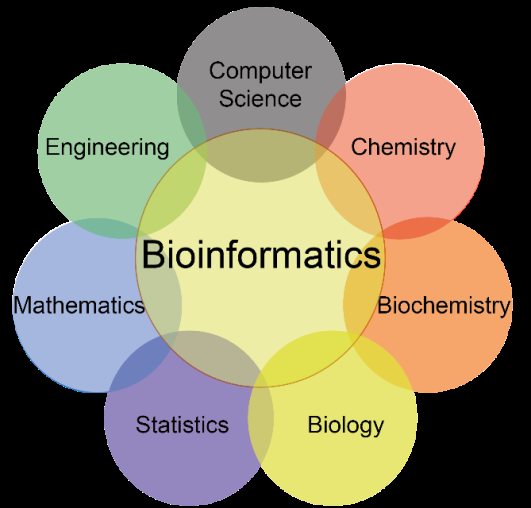 Computer
Science
Engineering
Chemistry
Bioinformatics
Mathematics
Biochemistry
Statistics
Biology